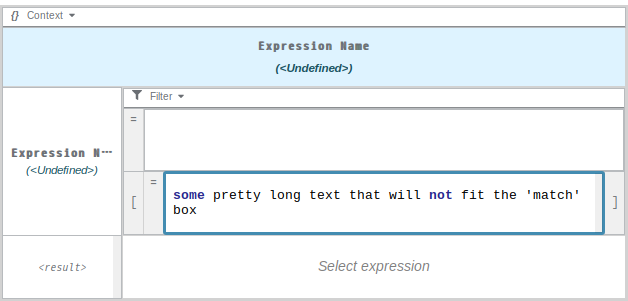 {} Context
Expression Name
(<Undefined>)
Filter
=
Expression N…
(<Undefined>)
[ = some pretty long text that will not fit the 'match' ]
box
<result>
Select expression